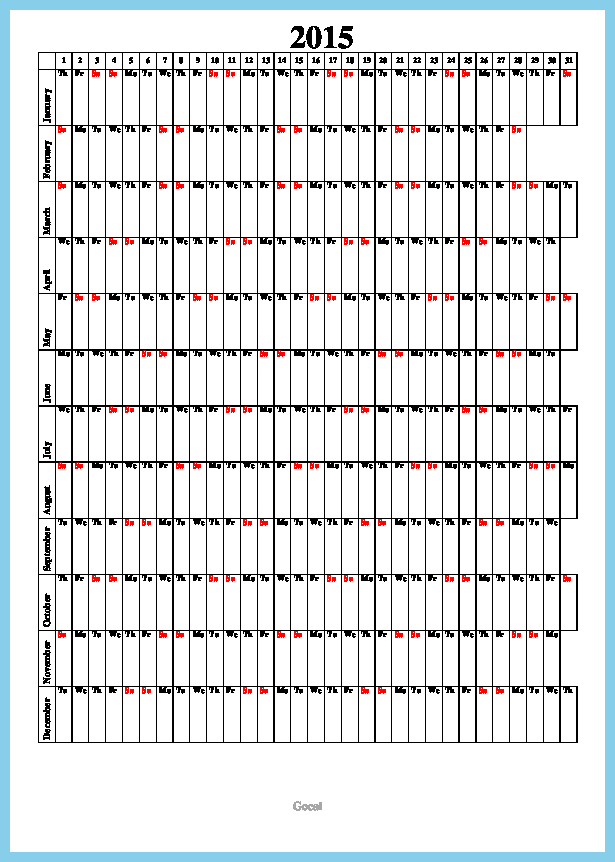 2015
1 2 3 4 5 6 7 8 9 10 11 12 13 14 15 16 17 18 19 20 21 22 23 24 25 26 27 28 29 30 31
January
Th Fr Sa Su Mo Tu We Th Fr Sa Su Mo Tu We Th Fr Sa Su Mo Tu We Th Fr Sa Su Mo Tu We Th Fr Sa
February
Su Mo Tu We Th Fr Sa Su Mo Tu We Th Fr Sa Su Mo Tu We Th Fr Sa Su Mo Tu We Th Fr Sa
March
Su Mo Tu We Th Fr Sa Su Mo Tu We Th Fr Sa Su Mo Tu We Th Fr Sa Su Mo Tu We Th Fr Sa Su Mo Tu
April
We Th Fr Sa Su Mo Tu We Th Fr Sa Su Mo Tu We Th Fr Sa Su Mo Tu We Th Fr Sa Su Mo Tu We Th
May
Fr Sa Su Mo Tu We Th Fr Sa Su Mo Tu We Th Fr Sa Su Mo Tu We Th Fr Sa Su Mo Tu We Th Fr Sa Su
June
Mo Tu We Th Fr Sa Su Mo Tu We Th Fr Sa Su Mo Tu We Th Fr Sa Su Mo Tu We Th Fr Sa Su Mo Tu
July
We Th Fr Sa Su Mo Tu We Th Fr Sa Su Mo Tu We Th Fr Sa Su Mo Tu We Th Fr Sa Su Mo Tu We Th Fr
August
Sa Su Mo Tu We Th Fr Sa Su Mo Tu We Th Fr Sa Su Mo Tu We Th Fr Sa Su Mo Tu We Th Fr Sa Su Mo
September
Tu We Th Fr Sa Su Mo Tu We Th Fr Sa Su Mo Tu We Th Fr Sa Su Mo Tu We Th Fr Sa Su Mo Tu We
October
Th Fr Sa Su Mo Tu We Th Fr Sa Su Mo Tu We Th Fr Sa Su Mo Tu We Th Fr Sa Su Mo Tu We Th Fr Sa
November
Su Mo Tu We Th Fr Sa Su Mo Tu We Th Fr Sa Su Mo Tu We Th Fr Sa Su Mo Tu We Th Fr Sa Su Mo
December
Tu We Th Fr Sa Su Mo Tu We Th Fr Sa Su Mo Tu We Th Fr Sa Su Mo Tu We Th Fr Sa Su Mo Tu We Th
Gocal